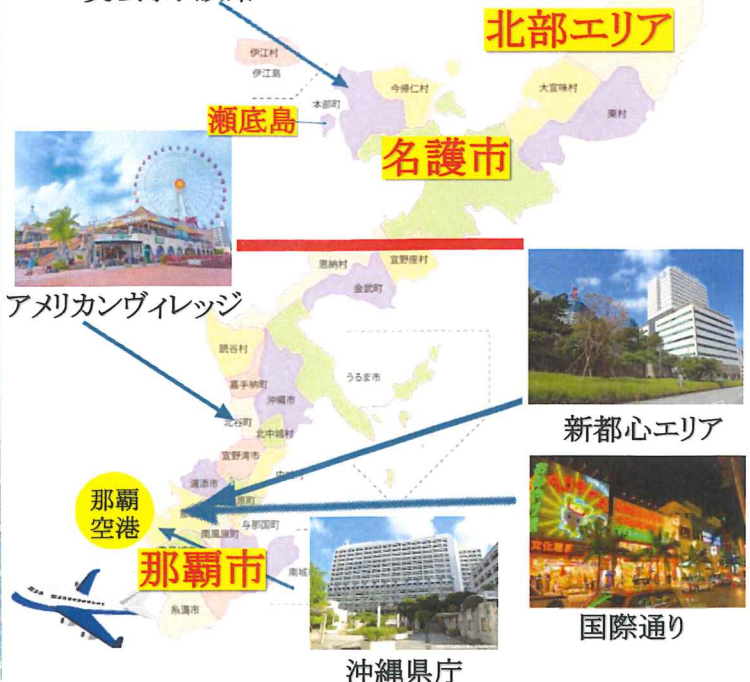 北部エリア
伊江村
伊江島
今帰仁村
大宜味村
本部町
東村
瀬底島
名護市
恩納村
宜野座村
金武町
アメリカンヴィレッジ
読谷村
うるま市
嘉手納町
沖縄市
北谷町
北中城村
新都心エリア
宜野湾市
浦添市
那覇
空港
原町
与那国町
南風原町
那覇市
南城
糸満市
国際通り
沖縄県庁